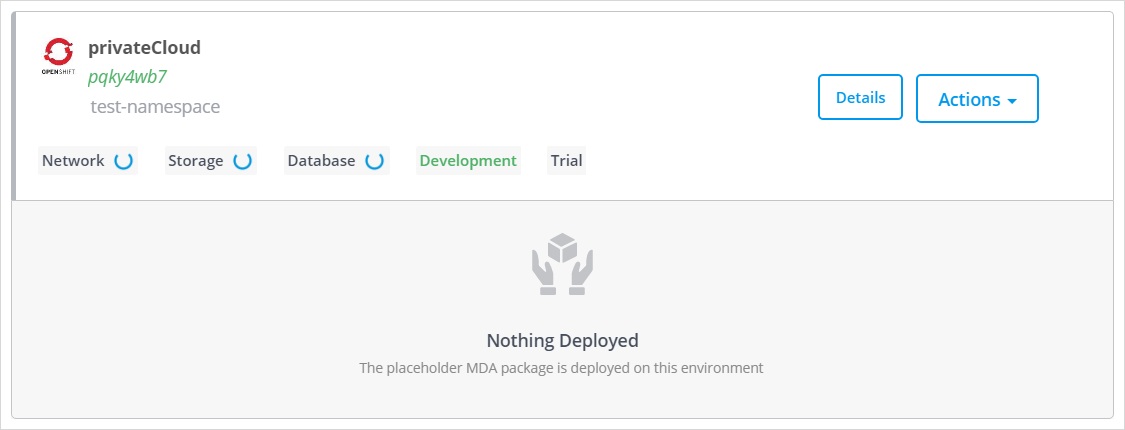 privateCloud
OPENSHIFT
pqky4wb7
test-namespace
Details
Actions
Network
Storage
Database
Development
Trial
Nothing Deployed
The placeholder MDA package is deployed on this environment